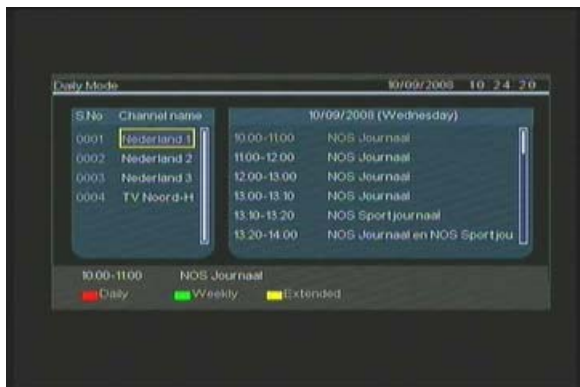 Daily Mode 10/09/2008 10 24 20
S.No Channel name
0001 Nederland 1
0002 Nederland 2
0003 Nederland 3
0004 TV Noord-H
10/09/2008 (Wednesday)
10.00-11.00 NOS Journaal
11.00-12.00 NOS Journaal
12.00-13.00 NOS Journaal
13.00-13.10 NOS Journaal
13.10-13.20 NOS Sportjournaal
13.20-14.00 NOS Journaal en NOS Sportjou
10.00-11.00 NOS Journaal
Daily Weekly Extended